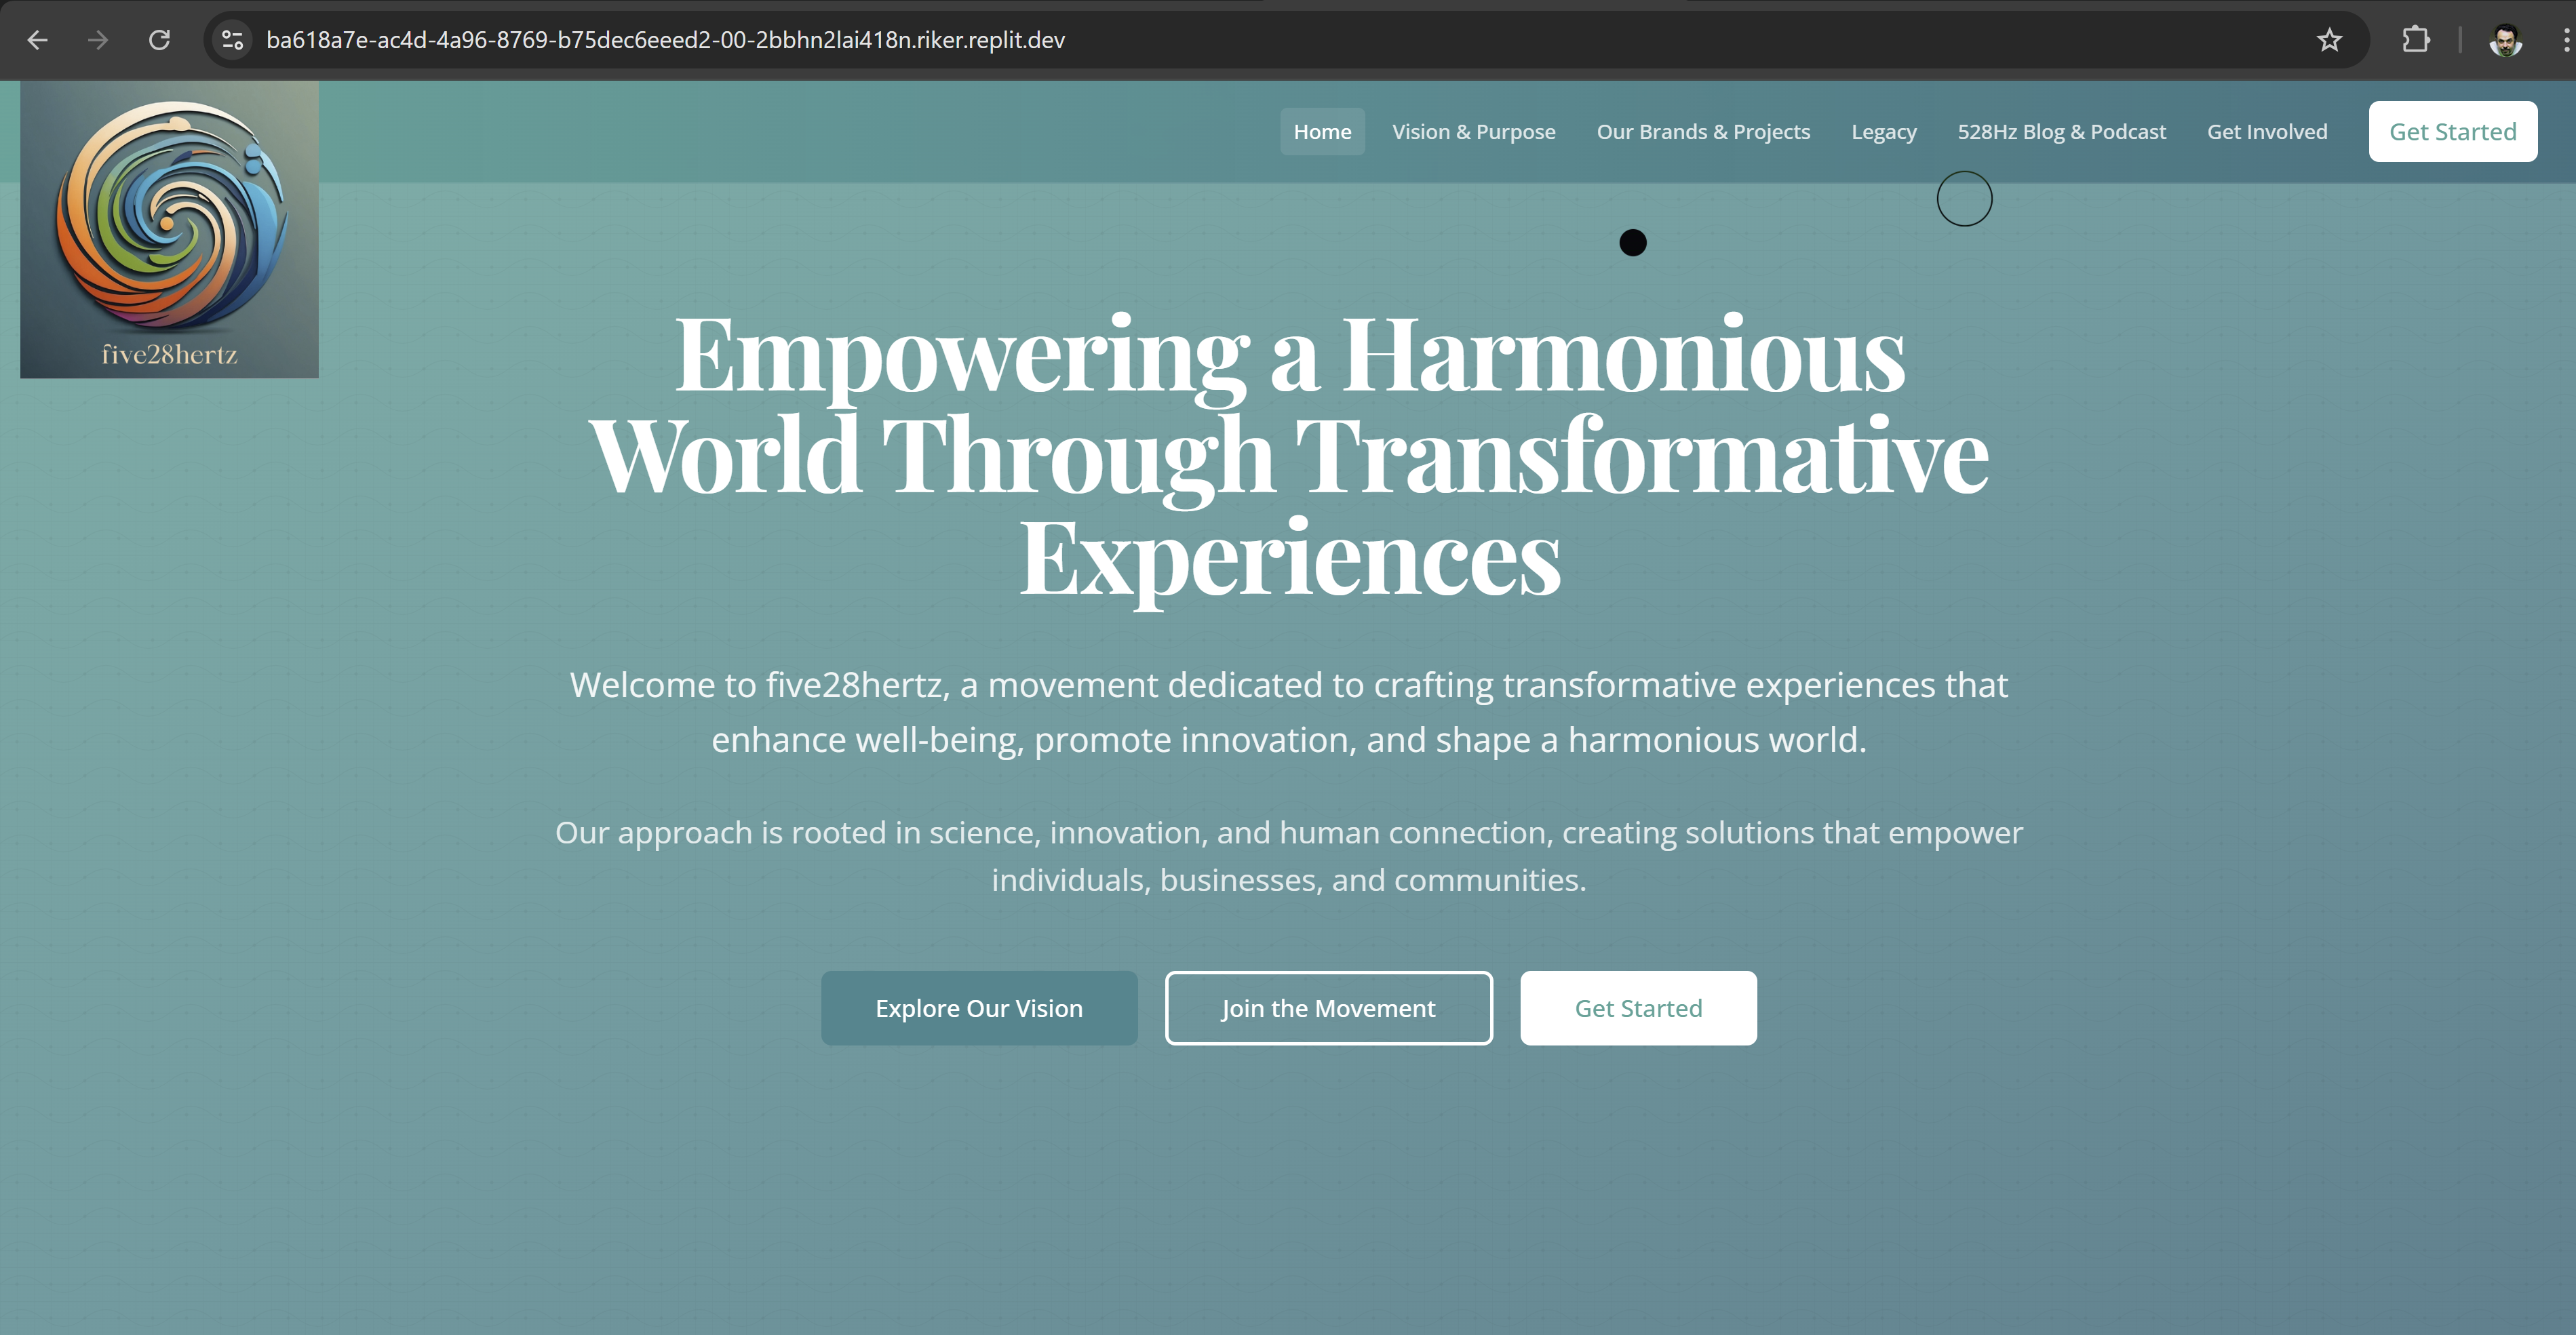 ba618a7e-ac4d-4a96-8769-b75dec6eeed2-00-2bbhn2lai418n.riker.replit.dev
five28hertz
Home Vision & Purpose Our Brands & Projects Legacy 528Hz Blog & Podcast Get Involved Get Started
Empowering a Harmonious
World Through Transformative
Experiences
Welcome to five28hertz, a movement dedicated to crafting transformative experiences that
enhance well-being, promote innovation, and shape a harmonious world.
Our approach is rooted in science, innovation, and human connection, creating solutions that empower
individuals, businesses, and communities.
Explore Our Vision Join the Movement Get Started